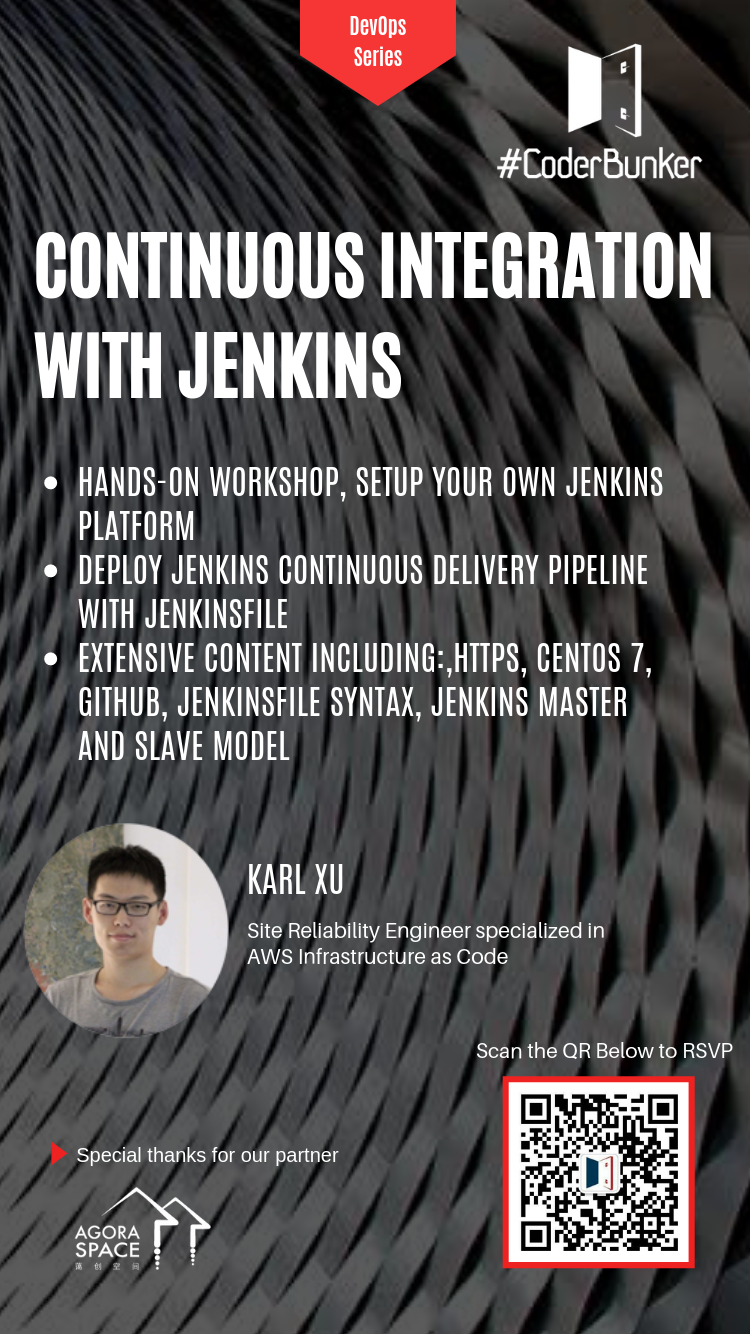 DevOps
Series
#CoderBunker
CONTINUOUS INTEGRATION
WITH JENKINS
• HANDS-ON WORKSHOP, SETUP YOUR OWN JENKINS
PLATFORM
• DEPLOY JENKINS CONTINUOUS DELIVERY PIPELINE
WITH JENKINSFILE
• EXTENSIVE CONTENT INCLUDING:,HTTPS, CENTOS 7,
GITHUB, JENKINSFILE SYNTAX, JENKINS MASTER
AND SLAVE MODEL
KARL XU
Site Reliability Engineer specialized in
AWS Infrastructure as Code
Scan the QR Below to RSVP
Special thanks for our partner
AGORA
SPACE
创 空 间